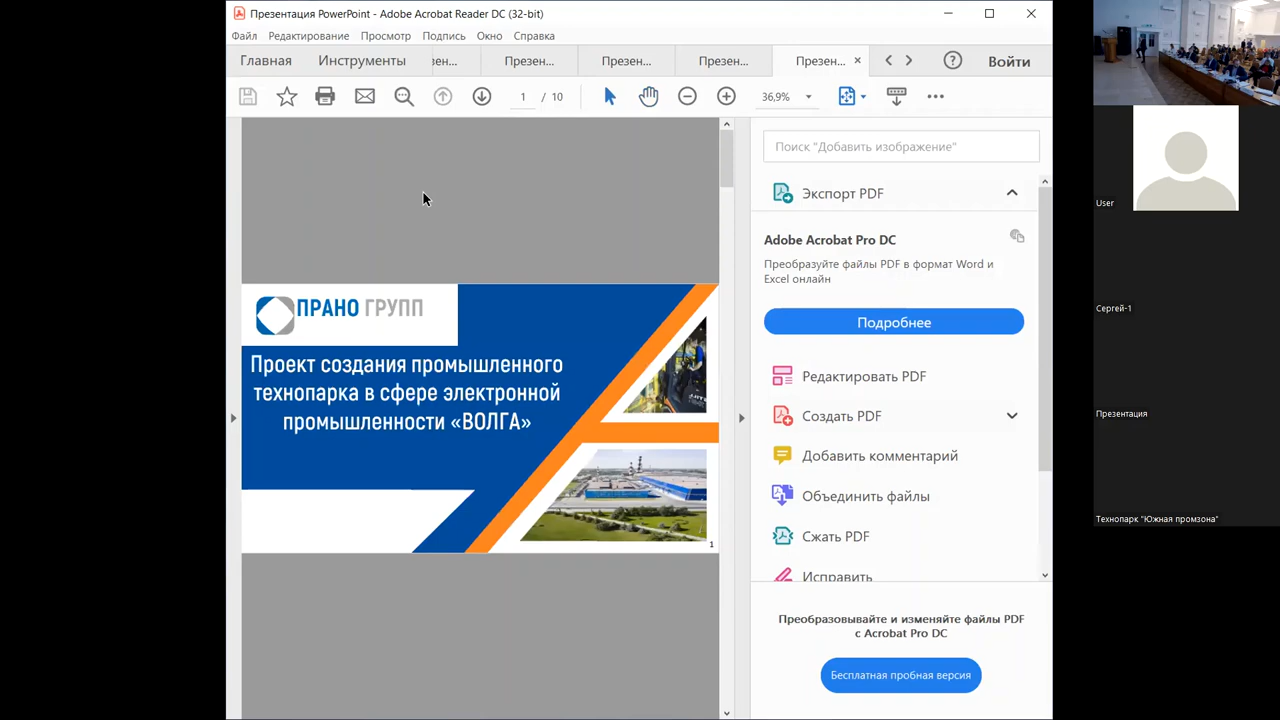 Презентация PowerPoint - Adobe Acrobat Reader DC (32-bit)
Файл Редактирование Просмотр Подпись Окно Справка
Главная Инструменты зен... Презен... Презен... Презен... Презен... × Войти
1 / 10 36,9%
Поиск "Добавить изображение"
Экспорт PDF
Adobe Acrobat Pro DC
Преобразуйте файлы PDF в формат Word и
Excel онлайн
Подробнее
Редактировать PDF
Создать PDF
Добавить комментарий
Объединить файлы
Сжать PDF
Исправить
Преобразовывайте и изменяйте файлы PDF
с Acrobat Pro DC
Бесплатная пробная версия
ПРАНО ГРУПП
Проект создания промышленного
технопарка в сфере электронной
промышленности «ВОЛГА»
1
User
Сергей-1
Презентация
Технопарк "Южная промзона"